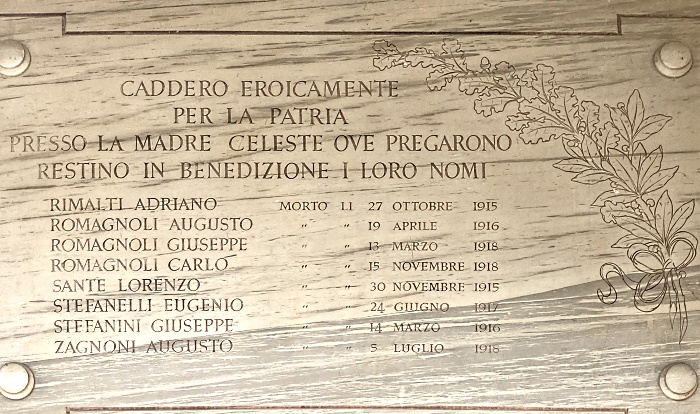 CADDERO EROICAMENTE
PER LA PATRIA
PRESSO LA MADRE CELESTE OVE PREGARONO
RESTINO IN BENEDIZIONE I LORO NOMI
RIMALTI ADRIANO MORTO LI 27 OTTOBRE 1915
ROMAGNOLI AUGUSTO " " 19 APRILE 1916
ROMAGNOLI GIUSEPPE " " 13 MARZO 1918
ROMAGNOLI CARLO " " 15 NOVEMBRE 1918
SANTE LORENZO " " 30 NOVEMBRE 1915
STEFANELLI EUGENIO " " 24 GIUGNO 1917
STEFANINI GIUSEPPE " " 14 MARZO 1916
ZAGNONI AUGUSTO " " 5 LUGLIO 1918